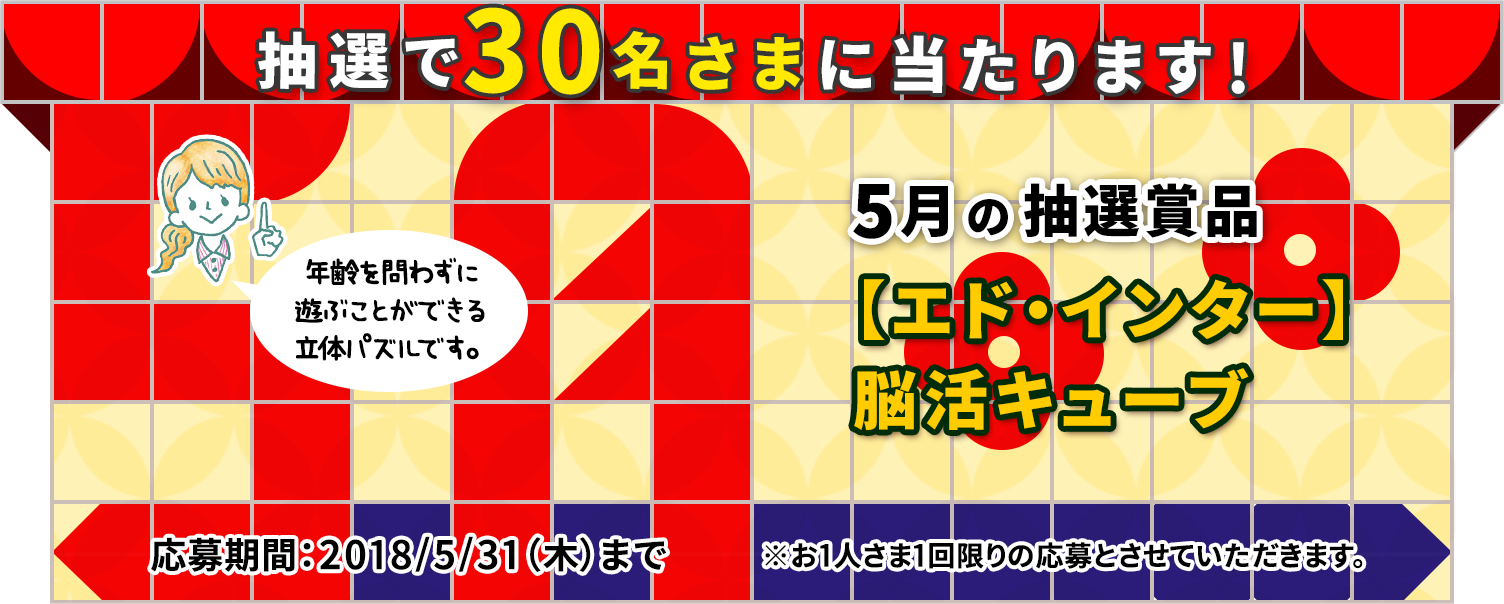 抽選で30名さまに当たります!
年齢を問わずに
遊ぶことができる
立体パズルです。
5月の抽選賞品
【エド・インター】
脳活キューブ
応募期間：2018/5/31（木）まで
※お1人さま1回限りの応募とさせていただきます。